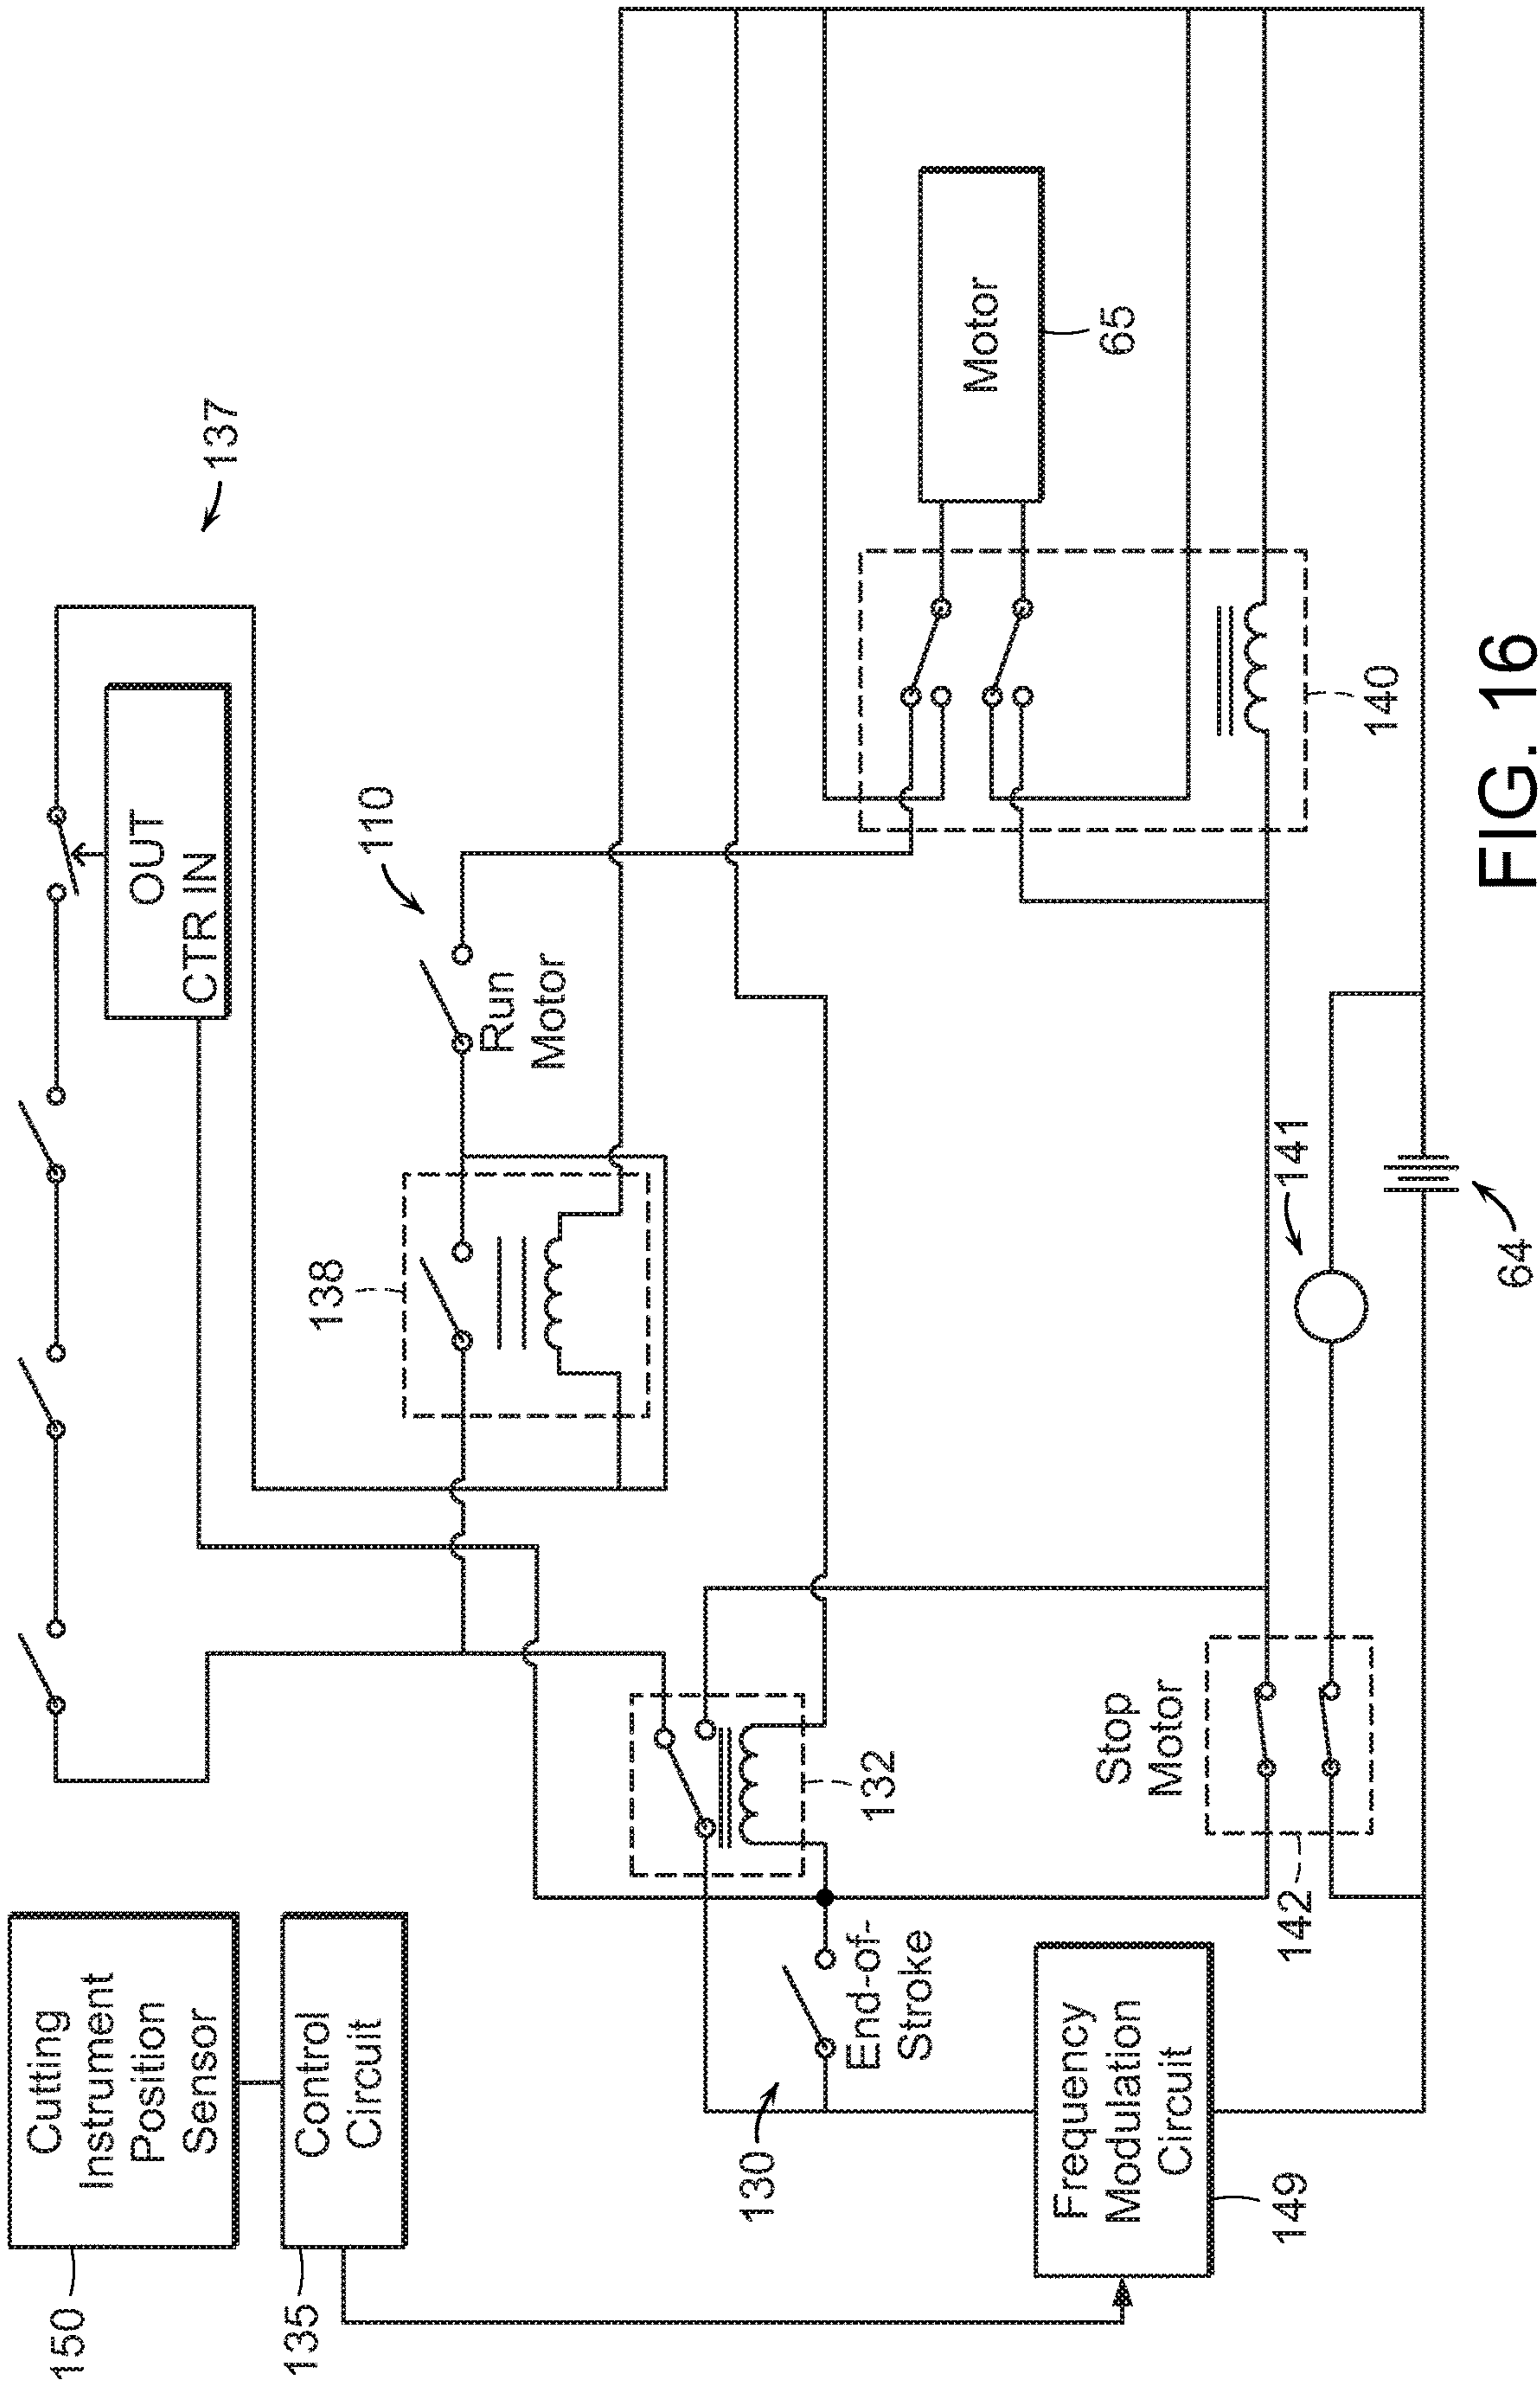 150
Cutting
Instrument
Position
Sensor
135
Control
Circuit
OUT
CTR IN
137
138
110
Run
Motor
130
End-of-
Stroke
132
Motor
65
140
Frequency
Modulation
Circuit
149
Stop
Motor
142
141
64
FIG. 16